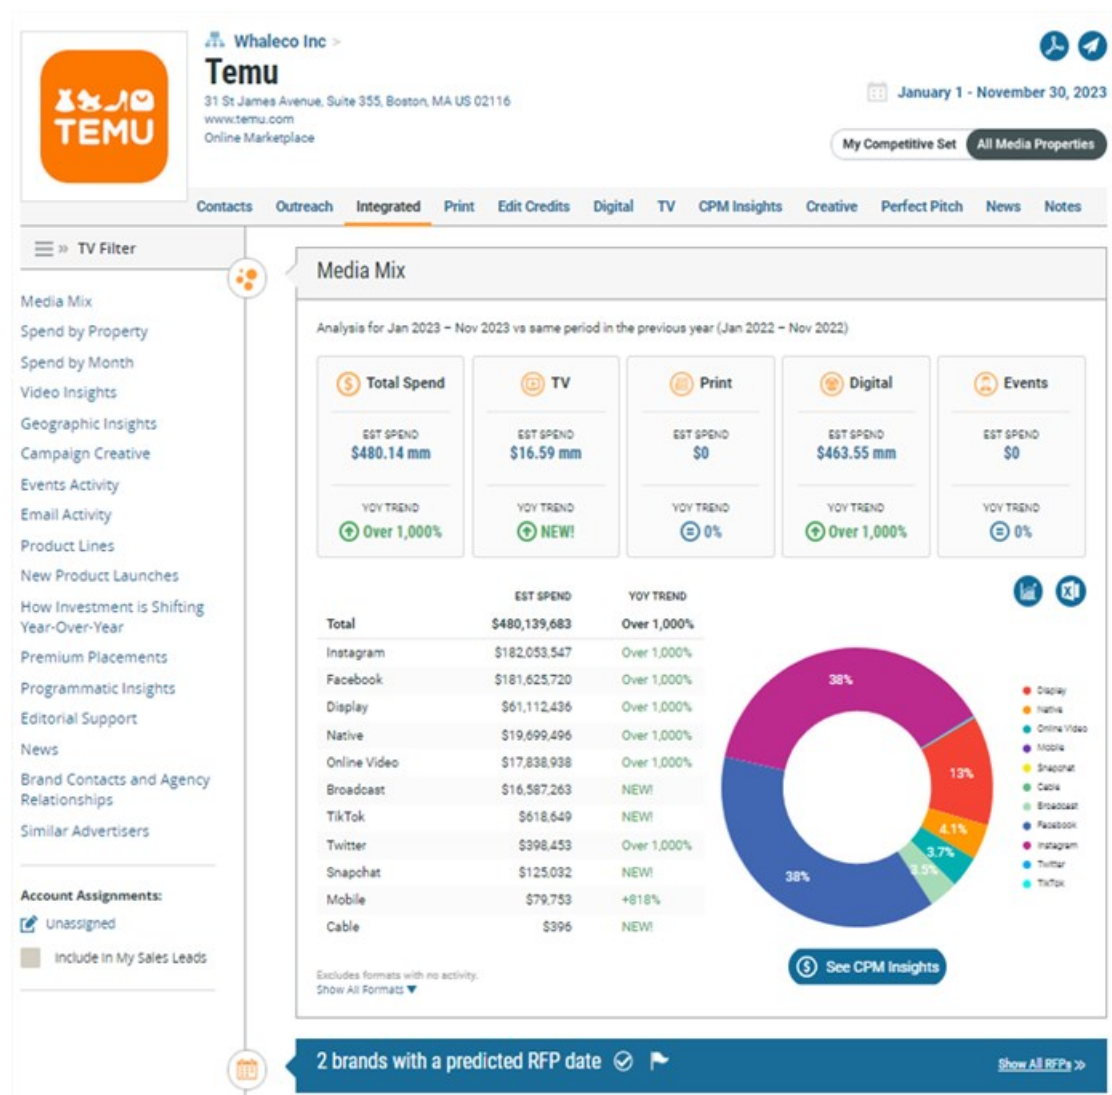 Whaleco Inc >
Temu
31 St James Avenue, Suite 355, Boston, MA US 02116
www.temu.com
Online Marketplace
TEMU
January 1 - November 30, 2023
My Competitive Set All Media Properties
Contacts Outreach Integrated Print Edit Credits Digital TV CPM Insights Creative Perfect Pitch News Notes
» TV Filter
Media Mix
Spend by Property
Spend by Month
Video Insights
Geographic Insights
Campaign Creative
Events Activity
Email Activity
Product Lines
New Product Launches
How Investment is Shifting
Year-Over-Year
Premium Placements
Programmatic Insights
Editorial Support
News
Brand Contacts and Agency
Relationships
Similar Advertisers
Account Assignments:
Unassigned
Include In My Sales Leads
Media Mix
Analysis for Jan 2023 – Nov 2023 vs same period in the previous year (Jan 2022 – Nov 2022)
Total Spend
EST SPEND
$480.14 mm
YOY TREND
Over 1,000%
TV
EST SPEND
$16.59 mm
YOY TREND
NEW!
Print
EST SPEND
$0
YOY TREND
0%
Digital
EST SPEND
$463.55 mm
YOY TREND
Over 1,000%
Events
EST SPEND
$0
YOY TREND
0%
EST SPEND YOY TREND
Total $480,139,683 Over 1,000%
Instagram $182,053,547 Over 1,000%
Facebook $181,625,720 Over 1,000%
Display $61,112,436 Over 1,000%
Native $19,699,496 Over 1,000%
Online Video $17,838,938 Over 1,000%
Broadcast $16,587,263 NEW!
TikTok $618,649 NEW!
Twitter $398,453 Over 1,000%
Snapchat $125,032 NEW!
Mobile $79,753 +818%
Cable $396 NEW!
Excludes formats with no activity.
Show All Formats
38%
13%
4.1%
3.7%
3.5%
38%
Display
Native
Online Video
Mobile
Snapchat
Cable
Broadcast
Facebook
Instagram
Twitter
TikTok
See CPM Insights
2 brands with a predicted RFP date
Show All RFPs »